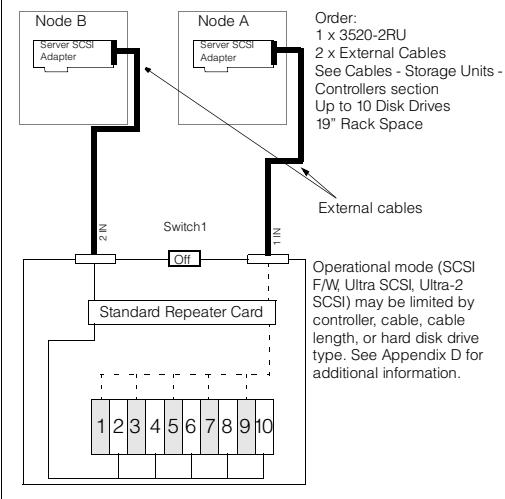 Node B
Server SCSI
Adapter
Node A
Server SCSI
Adapter
Order:
1 x 3520-2RU
2 x External Cables
See Cables - Storage Units -
Controllers section
Up to 10 Disk Drives
19” Rack Space
External cables
2 IN
Switch1
Off
1 IN
Standard Repeater Card
Operational mode (SCSI
F/W, Ultra SCSI, Ultra-2
SCSI) may be limited by
controller, cable, cable
length, or hard disk drive
type. See Appendix D for
additional information.
1 2 3 4 5 6 7 8 9 10